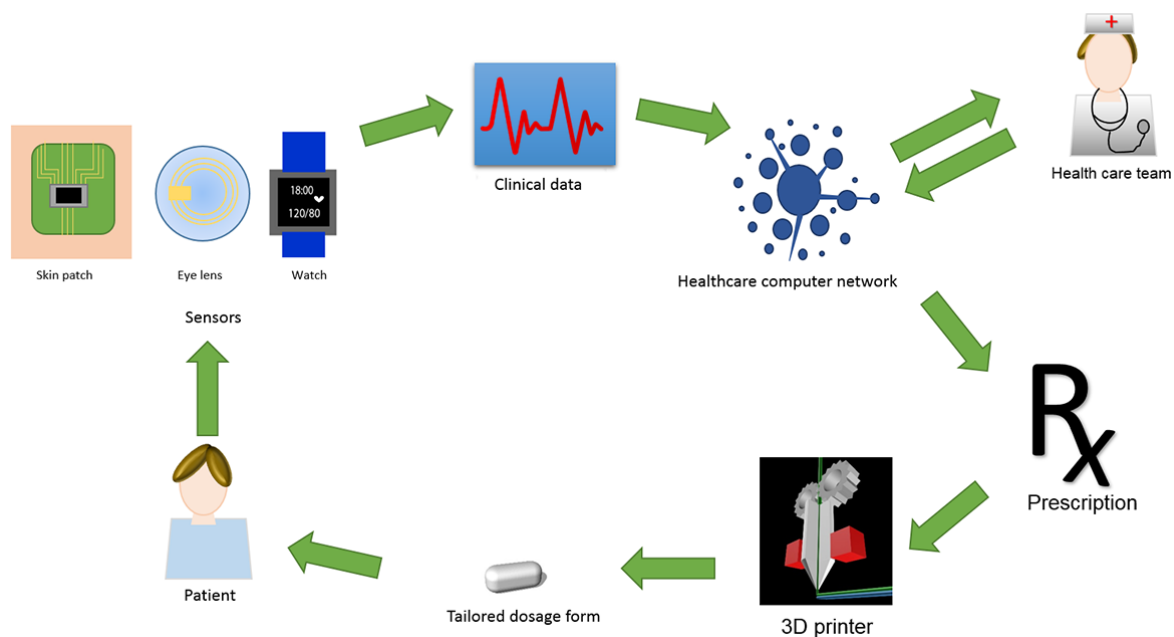 Skin patch
Eye lens
18:00
120/80
Watch
Sensors
Clinical data
Healthcare computer network
Health care team
Rx
Prescription
3D printer
Tailored dosage form
Patient